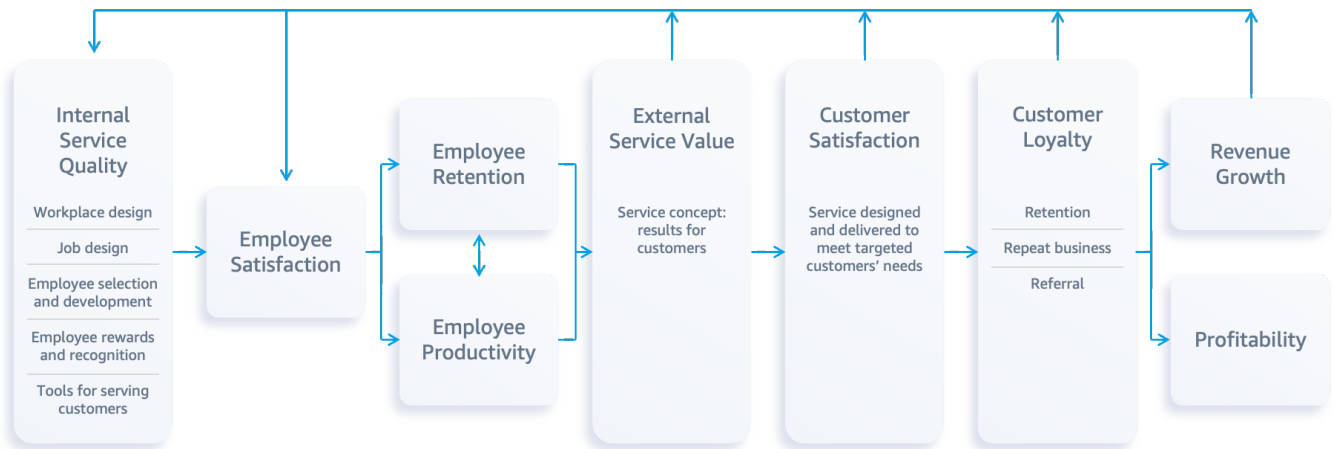 Internal
Service
Quality
Workplace design
Job design
Employee selection
and development
Employee rewards
and recognition
Tools for serving
customers
Employee
Satisfaction
Employee
Retention
Employee
Productivity
External
Service Value
Service concept:
results for
customers
Customer
Satisfaction
Service designed
and delivered to
meet targeted
customers’ needs
Customer
Loyalty
Retention
Repeat business
Referral
Revenue
Growth
Profitability